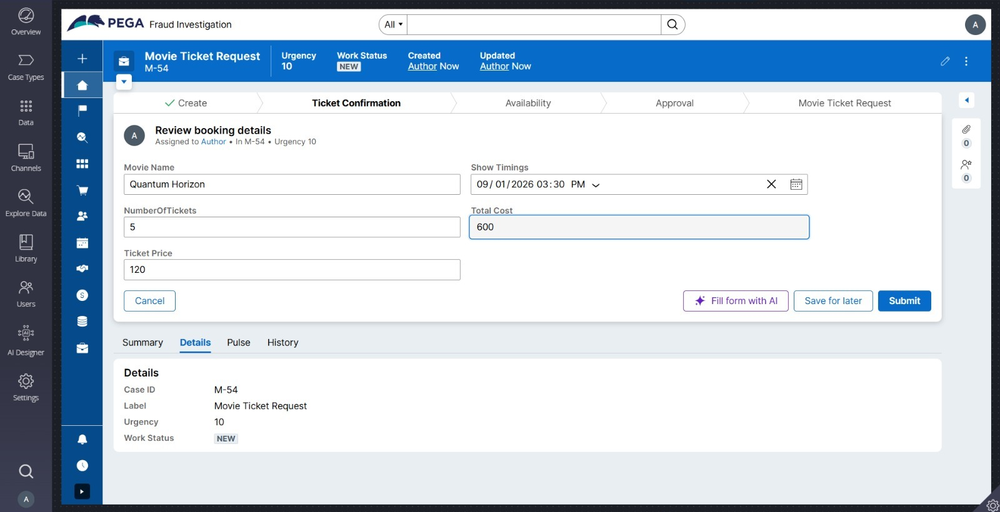 Overview
Case Types
Data
Channels
Explore Data
Library
Users
AI Designer
Settings
A
PEGA Fraud Investigation
All
A
Movie Ticket Request
M-54
Urgency
10
Work Status
NEW
Created
Author Now
Updated
Author Now
Create
Ticket Confirmation
Availability
Approval
Movie Ticket Request
A
Review booking details
Assigned to Author • In M-54 • Urgency 10
Movie Name
Quantum Horizon
Show Timings
09/01/2026 03:30 PM
NumberOfTickets
5
Total Cost
600
Ticket Price
120
Cancel
Fill form with AI
Save for later
Submit
0
0
Summary
Details
Pulse
History
Details
Case ID M-54
Label Movie Ticket Request
Urgency 10
Work Status NEW